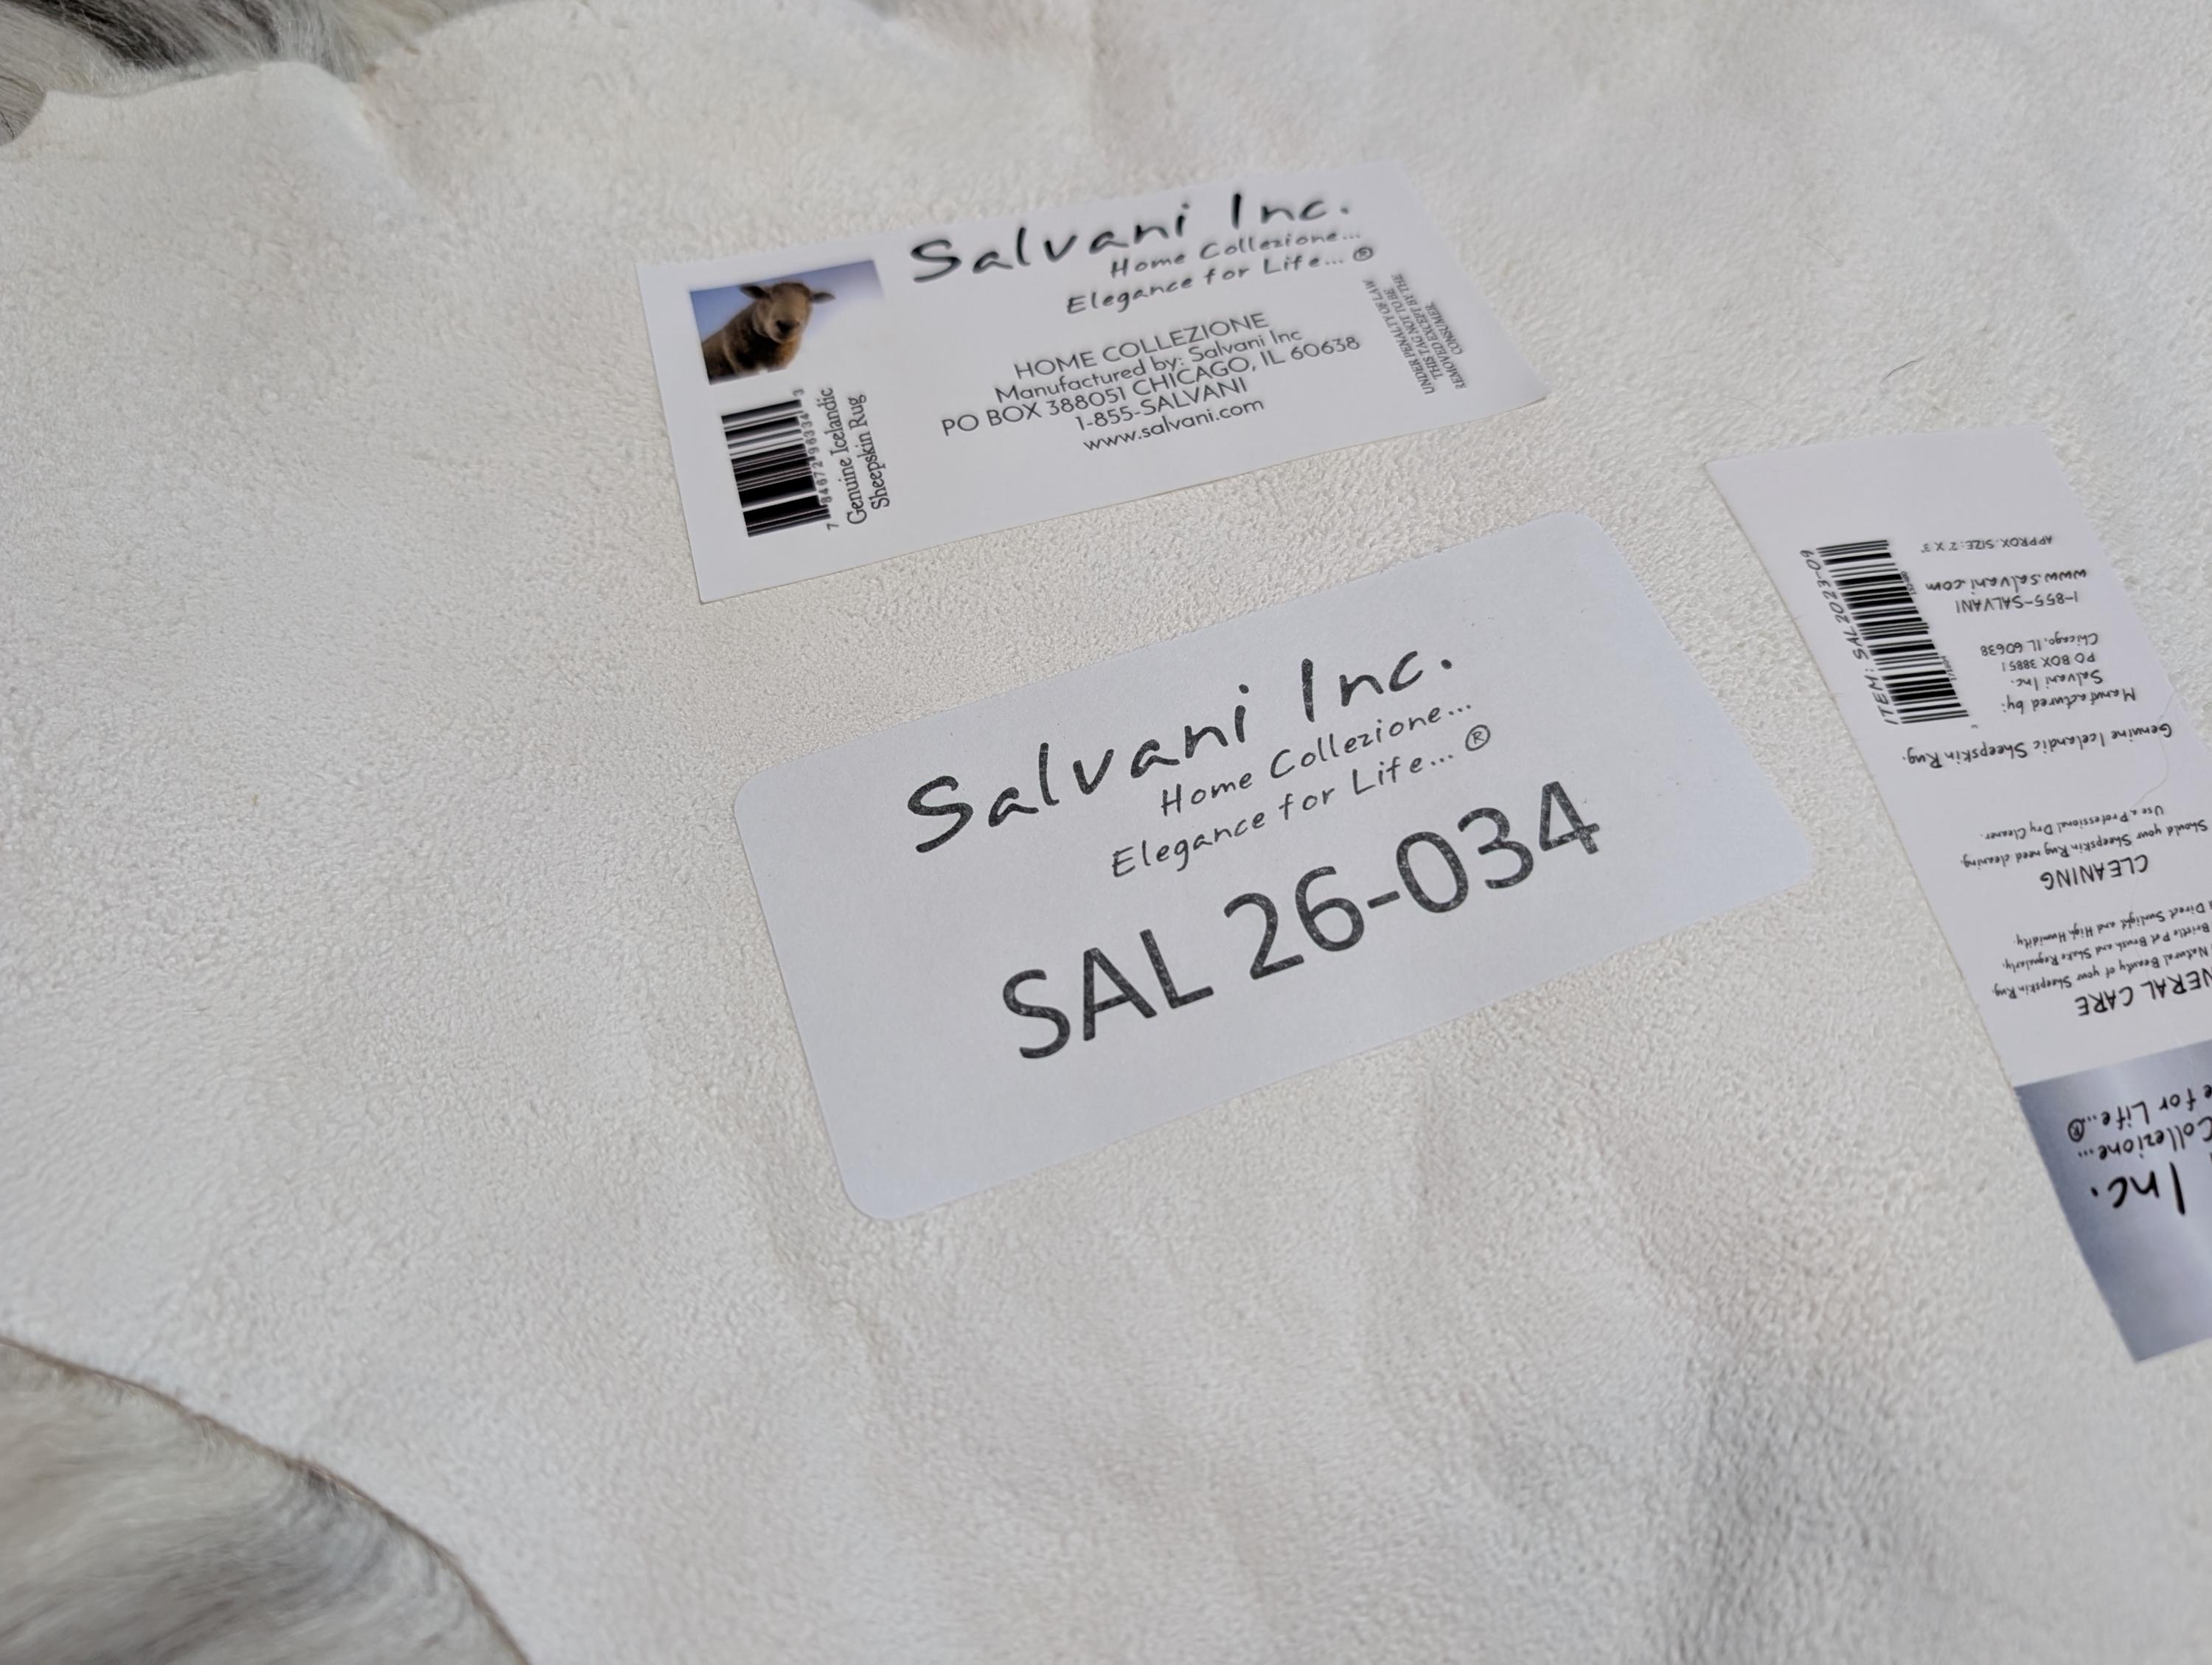 Salvani Inc.
Home Collezione...
Elegance for Life... ®
HOME COLLEZIONE
Manufactured by: Salvani Inc
PO BOX 388051 CHICAGO, IL 60638
1-855-SALVANI
www.salvani.com
UNDER PENALTY OF LAW
THIS TAG NOT TO BE
REMOVED EXCEPT BY THE
CONSUMER.
Genuine Icelandic
Sheepskin Rug
Salvani Inc.
Home Collezione...
Elegance for Life... ®
SAL 26-034
Inc.
Collezione...
for Life...®
CARE
Natural Beauty of your Sheepskin Rug,
Bristle Pet Brush and Shake Regularly.
Direct Sunlight and High Humidity.
CLEANING
Should your Sheepskin Rug need cleaning,
Use a Professional Dry Cleaner.
Genuine Icelandic Sheepskin Rug.
Manufactured by:
Salvani Inc.
PO BOX 38851
Chicago, IL 60638
1-855-SALVANI
www.salvani.com
APPROX. SIZE: 2' X 3'
ITEM: SAL2023-09